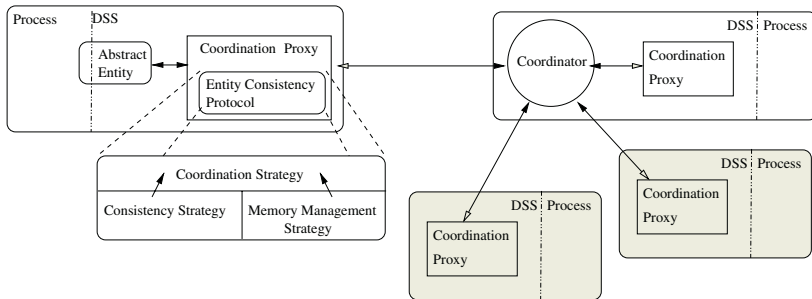 Process
DSS
Abstract
Entity
Coordination Proxy
Entity Consistency
Protocol
Coordination Strategy
Consistency Strategy
Memory Management
Strategy
Coordinator
DSS
Process
Coordination
Proxy
DSS
Process
Coordination
Proxy
DSS
Process
Coordination
Proxy